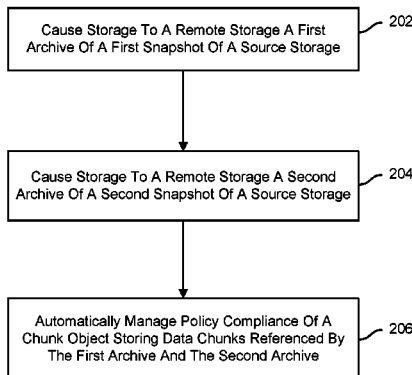 Cause Storage To A Remote Storage A First
Archive Of A First Snapshot Of A Source Storage
202
Cause Storage To A Remote Storage A Second
Archive Of A Second Snapshot Of A Source Storage
204
Automatically Manage Policy Compliance Of A
Chunk Object Storing Data Chunks Referenced By
The First Archive And The Second Archive
206